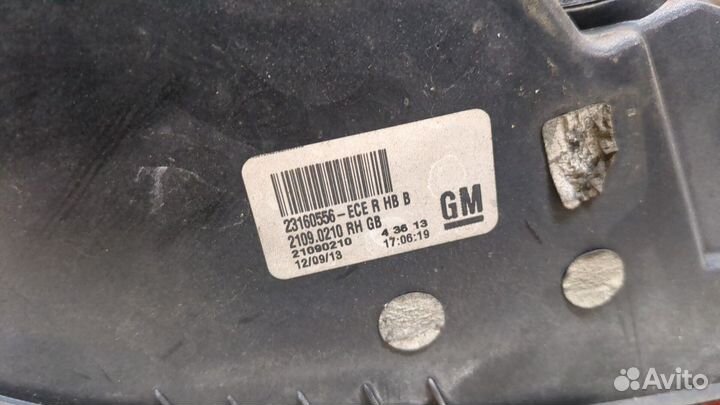 23160556-ECE R HB B
2109.0210 RH GB
21090210 4 36 13
12/09/13 17:06:19
GM
Avito